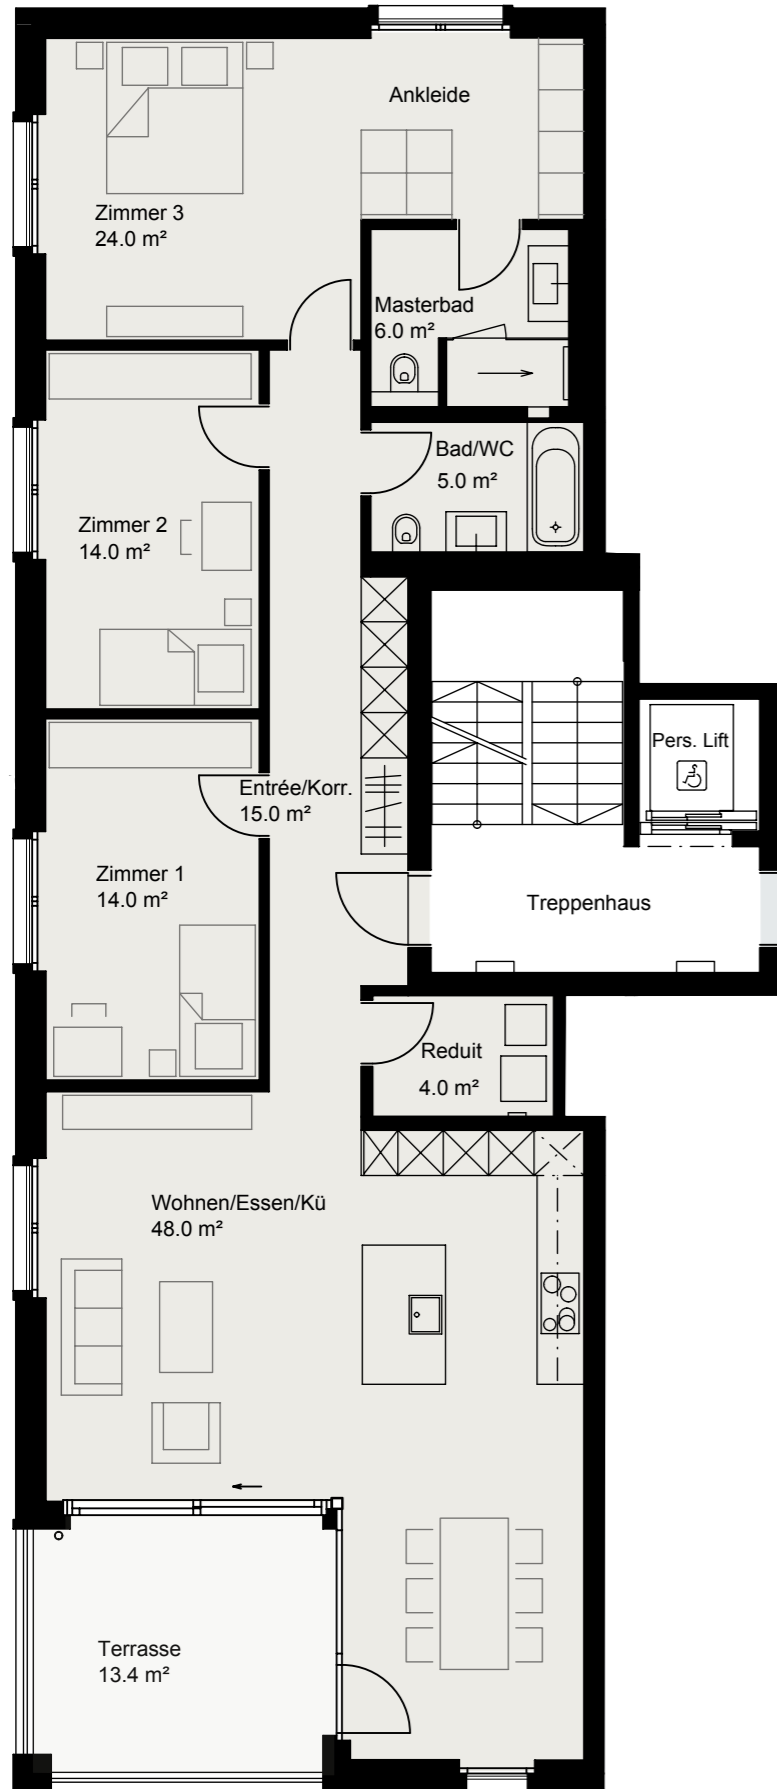 Ankleide
Zimmer 3
24.0 m²
Masterbad
6.0 m²
Bad/WC
5.0 m²
Zimmer 2
14.0 m²
Pers. Lift
Entrée/Korr.
15.0 m²
Zimmer 1
14.0 m²
Treppenhaus
Reduit
4.0 m²
Wohnen/Essen/Kü
48.0 m²
Terrasse
13.4 m²